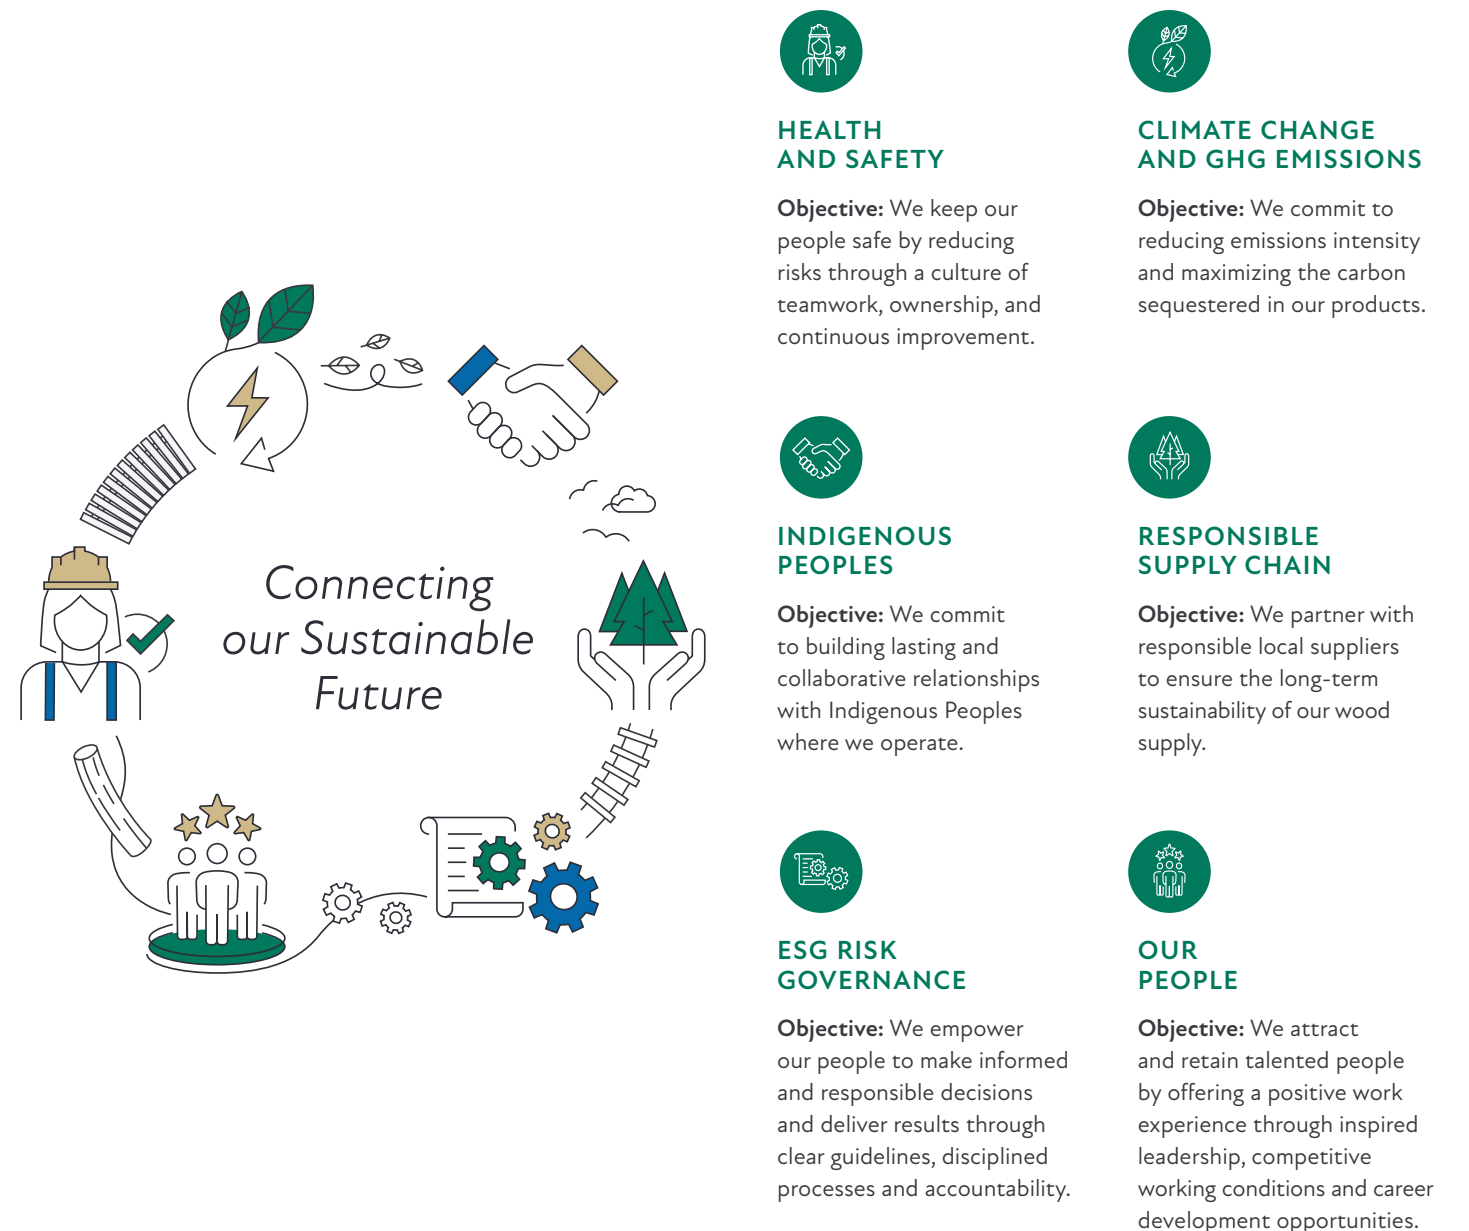 Connecting
our Sustainable
Future
HEALTH
AND SAFETY
Objective: We keep our
people safe by reducing
risks through a culture of
teamwork, ownership, and
continuous improvement.
CLIMATE CHANGE
AND GHG EMISSIONS
Objective: We commit to
reducing emissions intensity
and maximizing the carbon
sequestered in our products.
INDIGENOUS
PEOPLES
Objective: We commit
to building lasting and
collaborative relationships
with Indigenous Peoples
where we operate.
RESPONSIBLE
SUPPLY CHAIN
Objective: We partner with
responsible local suppliers
to ensure the long-term
sustainability of our wood
supply.
ESG RISK
GOVERNANCE
Objective: We empower
our people to make informed
and responsible decisions
and deliver results through
clear guidelines, disciplined
processes and accountability.
OUR
PEOPLE
Objective: We attract
and retain talented people
by offering a positive work
experience through inspired
leadership, competitive
working conditions and career
development opportunities.